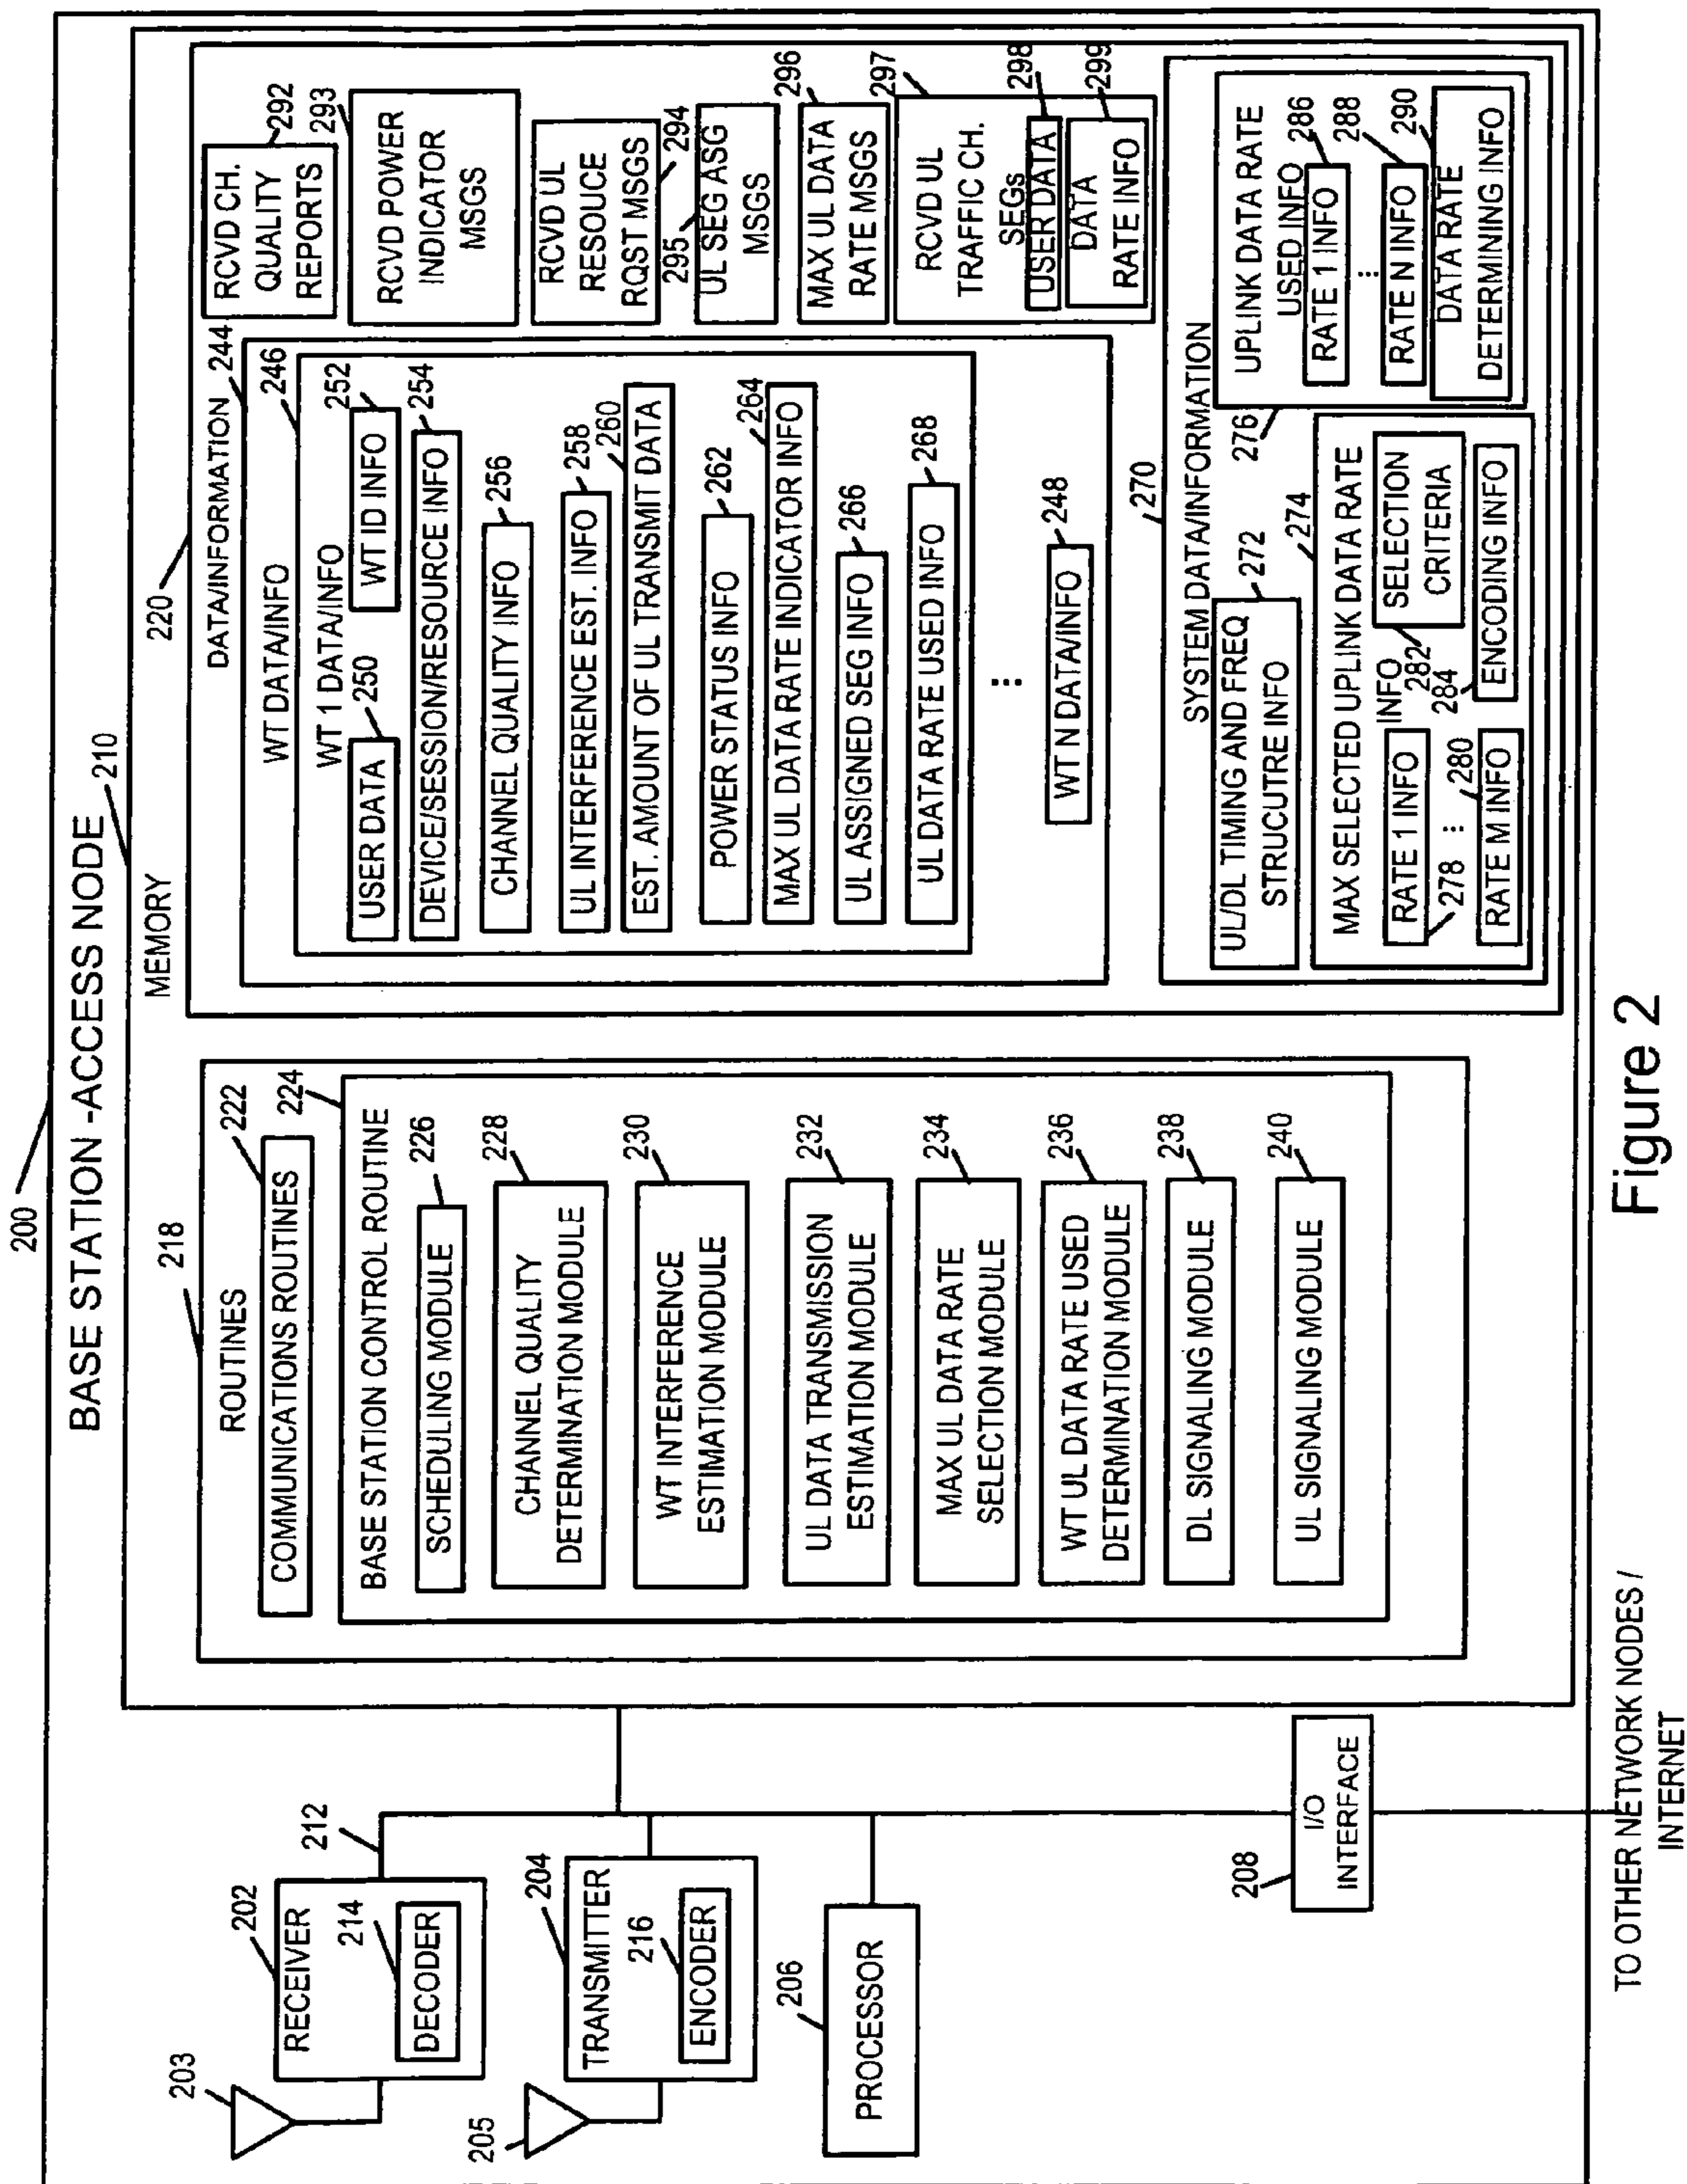 200
BASE STATION -ACCESS NODE
210
203
202
RECEIVER
214
DECODER
212
205
204
TRANSMITTER
216
ENCODER
206
PROCESSOR
208
I/O
INTERFACE
TO OTHER NETWORK NODES /
INTERNET
MEMORY
218
ROUTINES
222
COMMUNICATIONS ROUTINES
224
BASE STATION CONTROL ROUTINE
226
SCHEDULING MODULE
228
CHANNEL QUALITY
DETERMINATION MODULE
230
WT INTERFERENCE
ESTIMATION MODULE
232
UL DATA TRANSMISSION
ESTIMATION MODULE
234
MAX UL DATA RATE
SELECTION MODULE
236
WT UL DATA RATE USED
DETERMINATION MODULE
238
DL SIGNALING MODULE
240
UL SIGNALING MODULE
220
DATA/INFORMATION
244
WT DATA/INFO
246
WT 1 DATA/INFO
250
USER DATA
252
WT ID INFO
254
DEVICE/SESSION/RESOURCE INFO
256
CHANNEL QUALITY INFO
258
UL INTERFERENCE EST. INFO
260
EST. AMOUNT OF UL TRANSMIT DATA
262
POWER STATUS INFO
264
MAX UL DATA RATE INDICATOR INFO
266
UL ASSIGNED SEG INFO
268
UL DATA RATE USED INFO
...
248
WT N DATA/INFO
292
RCVD CH.
QUALITY
REPORTS
293
RCVD POWER
INDICATOR
MSGS
RCVD UL
RESOUCE
RQST MSGS
294
295
UL SEG ASG
MSGS
296
MAX UL DATA
RATE MSGS
297
RCVD UL
TRAFFIC CH.
SEGs
298
USER DATA
299
DATA
RATE INFO
270
SYSTEM DATA/INFORMATION
272
UL/DL TIMING AND FREQ
STRUCUTRE INFO
274
MAX SELECTED UPLINK DATA RATE
INFO
RATE 1 INFO
278
...
280
RATE M INFO
282
SELECTION
CRITERIA
284
ENCODING INFO
276
UPLINK DATA RATE
USED INFO
286
RATE 1 INFO
...
288
RATE N INFO
290
DATA RATE
DETERMINING INFO
Figure 2